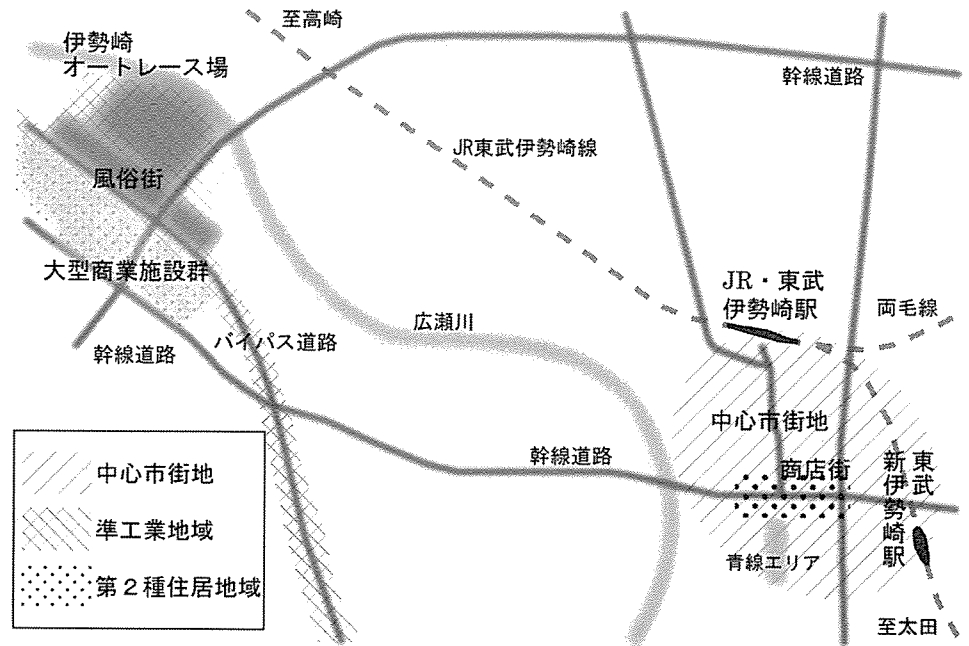 至高崎
伊勢崎
オートレース場
幹線道路
JR東武伊勢崎線
風俗街
大型商業施設群
JR・東武
伊勢崎駅
両毛線
広瀬川
バイパス道路
幹線道路
中心市街地
幹線道路
商店街
東武
新伊勢崎駅
青線エリア
至太田
中心市街地
準工業地域
第2種住居地域